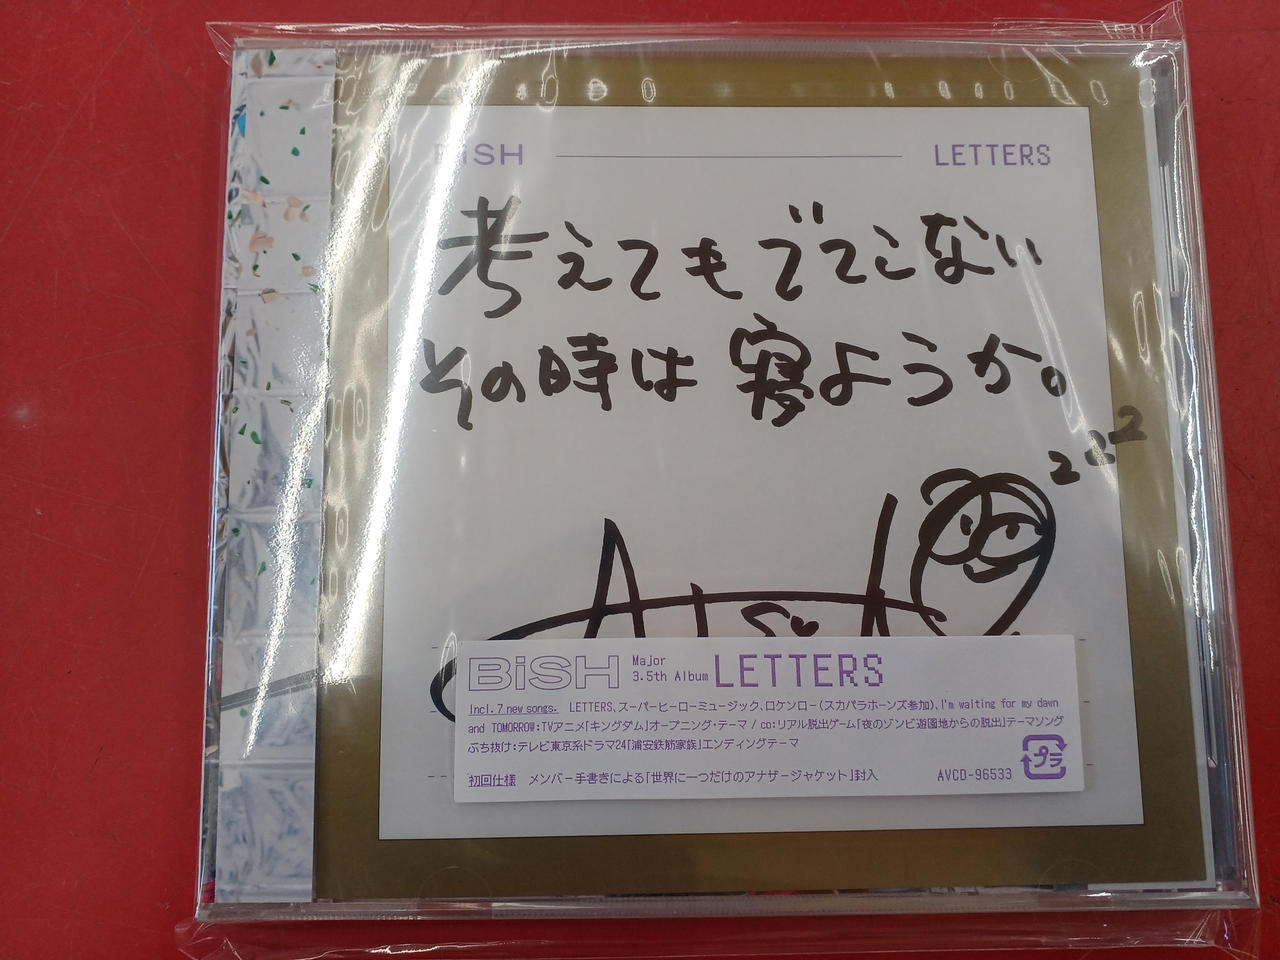 BiSH LETTERS
考えてもでてこない
その時は寝ようか。
zzz
BiSH Major 3.5th Album LETTERS
Incl. 7 new songs. LETTERS、スーパーヒーローミュージック、ロケンロー(スカパラホーンズ参加)、I'm waiting for my dawn
and TOMORROW:TVアニメ「キングダム」オープニング・テーマ / co:リアル脱出ゲーム「夜のゾンビ遊園地からの脱出」テーマソング
ぶち抜け:テレビ東京系ドラマ24「浦安鉄筋家族」エンディングテーマ
初回仕様 メンバー手書きによる「世界に一つだけのアナザージャケット」封入 AVCD-96533
プラ